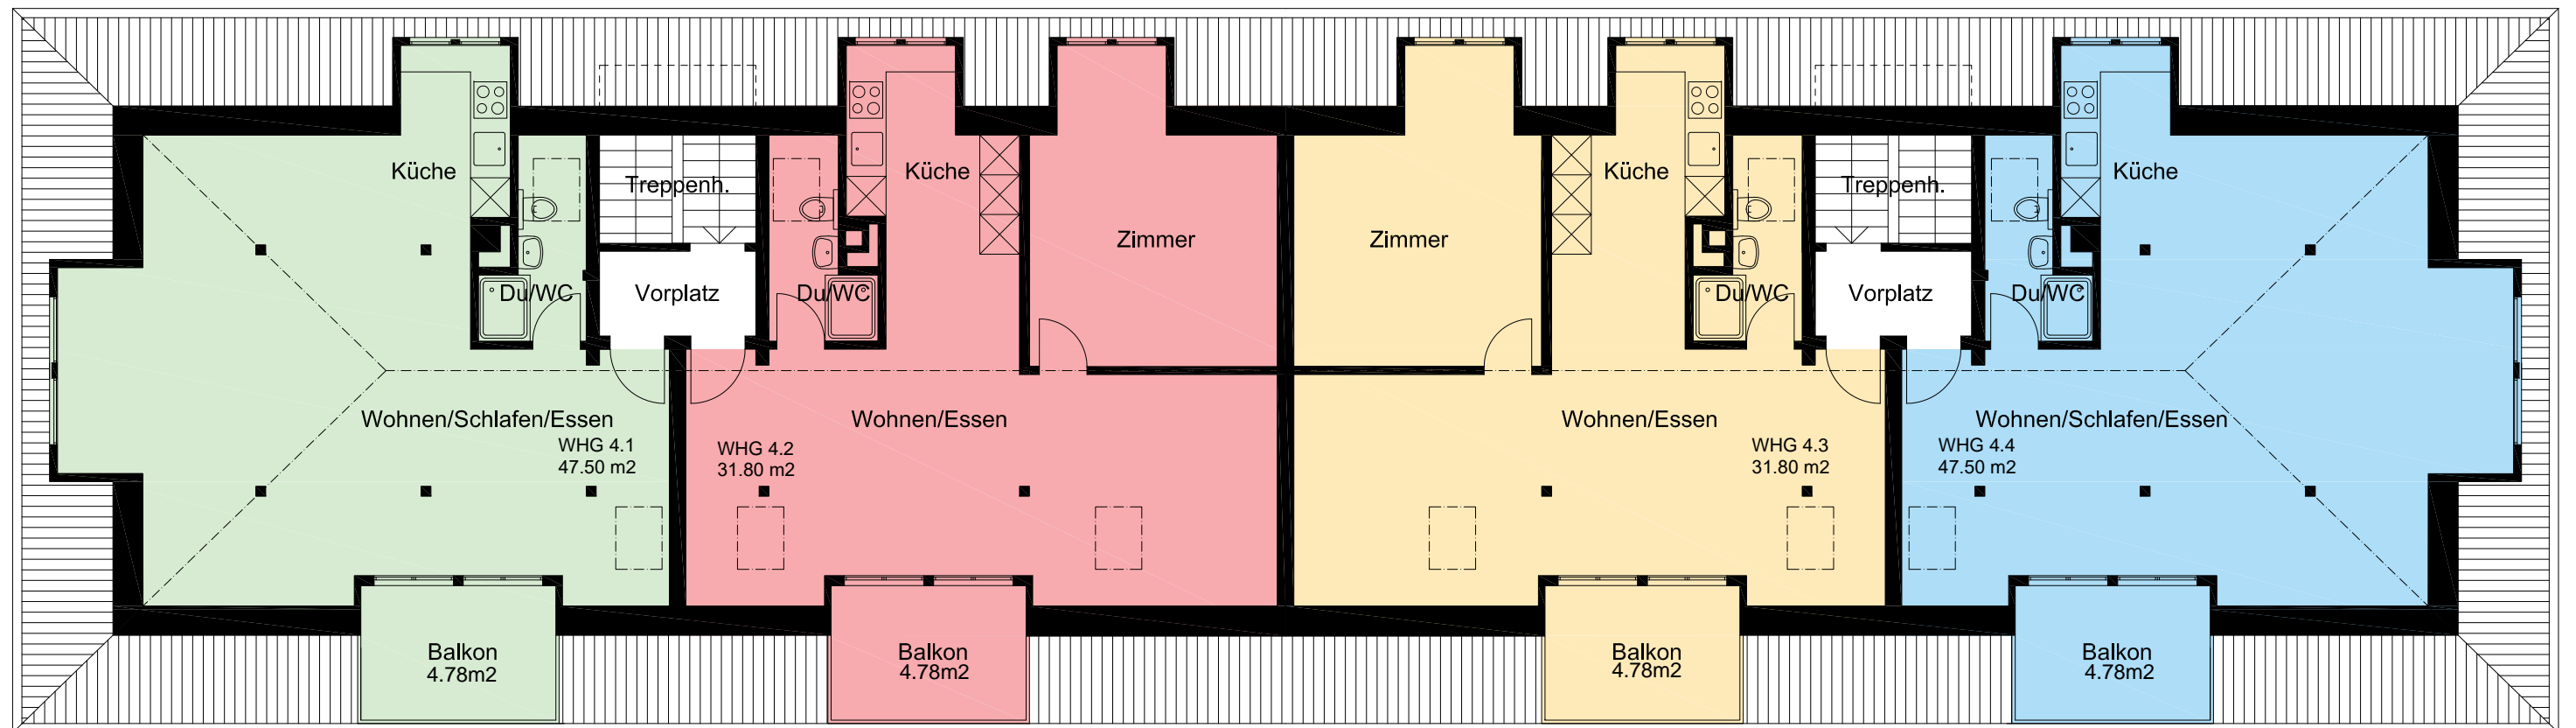 Küche
Treppenh.
Küche
Küche
Treppenh.
Küche
Zimmer
Zimmer
Du/WC
Vorplatz
Du/WC
Du/WC
Vorplatz
Du/WC
Wohnen/Schlafen/Essen
WHG 4.1
47.50 m2
Wohnen/Essen
WHG 4.2
31.80 m2
Wohnen/Essen
WHG 4.3
31.80 m2
Wohnen/Schlafen/Essen
WHG 4.4
47.50 m2
Balkon
4.78m2
Balkon
4.78m2
Balkon
4.78m2
Balkon
4.78m2